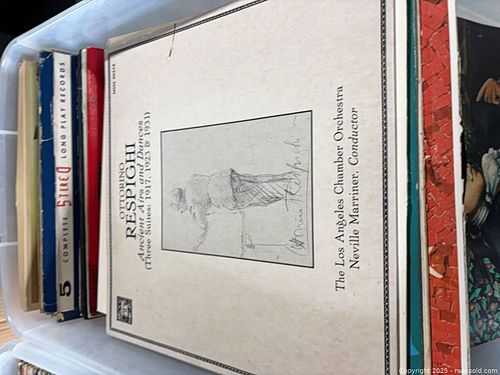 OTTORINO
RESPIGHI
Ancient Airs and Dances
(Three Suites 1917, 1923 & 1931)
The Los Angeles Chamber Orchestra
Neville Marriner, Conductor
5 COMPLETE STEREO LONG PLAY RECORDS
Copyright 2025 - maxsold.com